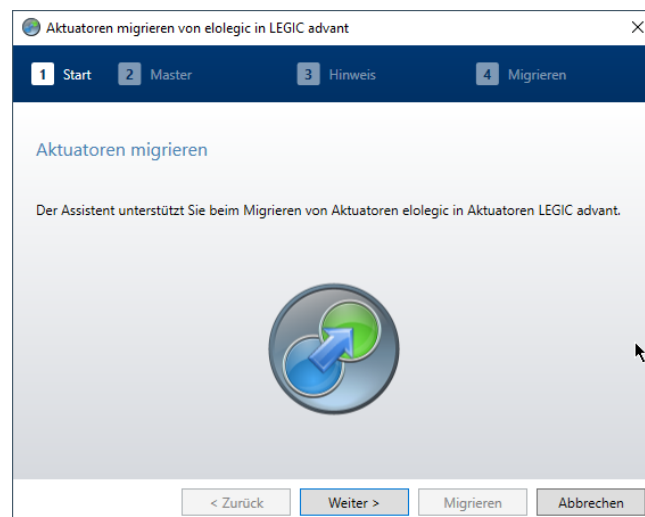 Aktuatoren migrieren von elolegic in LEGIC advant
1 Start 2 Master 3 Hinweis 4 Migrieren
Aktuatoren migrieren
Der Assistent unterstützt Sie beim Migrieren von Aktuatoren elolegic in Aktuatoren LEGIC advant.
< Zurück Weiter > Migrieren Abbrechen